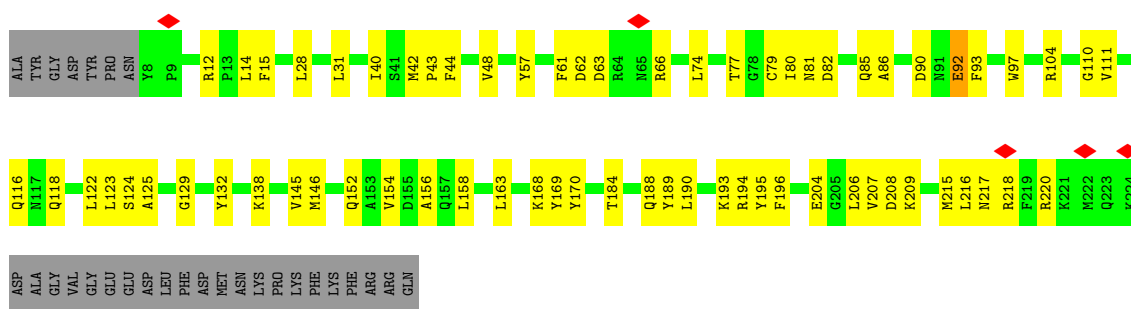 ALA TYR GLY ASP TYR PRO ASN Y8 P9 R12 P13 L14 F15 L28 L31 I40 S41 M42 P43 F44 V48 Y57 F61 D62 D63 R64 N65 R66 L74 T77 G78 C79 I80 N81 D82 Q85 A86 D90 N91 E92 F93 W97 R104 G110 V111
Q116 N117 Q118 L122 L123 S124 A125 G129 Y132 K138 V145 M146 Q152 A153 V154 D155 A156 Q157 L158 L163 K168 Y169 Y170 T184 Q188 Y189 L190 K193 R194 Y195 F196 E204 G205 L206 V207 D208 K209 M215 L216 N217 R218 F219 R220 K221 M222 Q223 K224
ASP ALA GLY VAL GLY GLU GLU ASP LEU PHE ASP MET ASN LYS PRO LYS PHE LYS PHE ARG ARG GLN